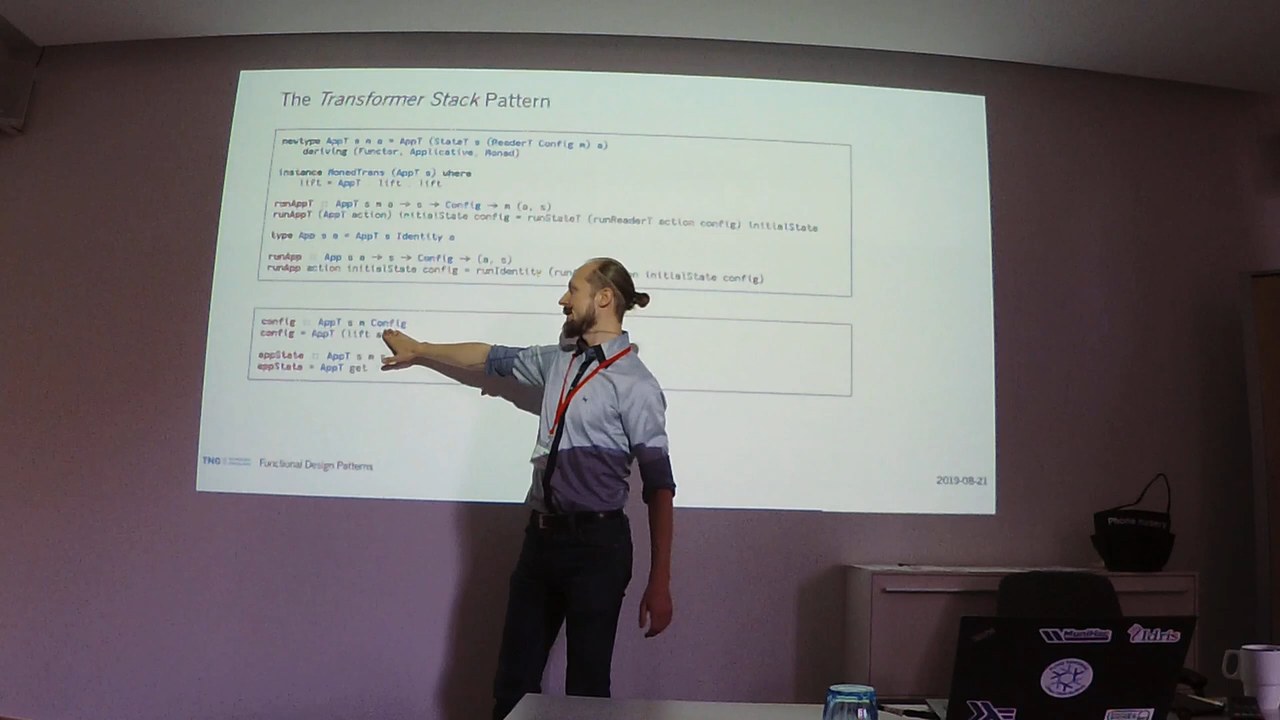 The Transformer Stack Pattern
newtype AppT s m a = AppT (StateT s (ReaderT Config m) a)
deriving (Functor, Applicative, Monad)
instance MonadTrans (AppT s) where
lift = AppT . lift . lift
runAppT :: AppT s m a → s → Config → m (a, s)
runAppT (AppT action) initialState config = runStateT (runReaderT action config) initialState
type App s a = AppT s Identity a
runApp :: App s a → s → Config → (a, s)
runApp action initialState config = runIdentity ( initialState config)
config :: AppT s m Config
config = AppT (lift
appState :: AppT s m
appState = AppT get
TNG
Functional Design Patterns
2019-08-21
MuniHac
Idris